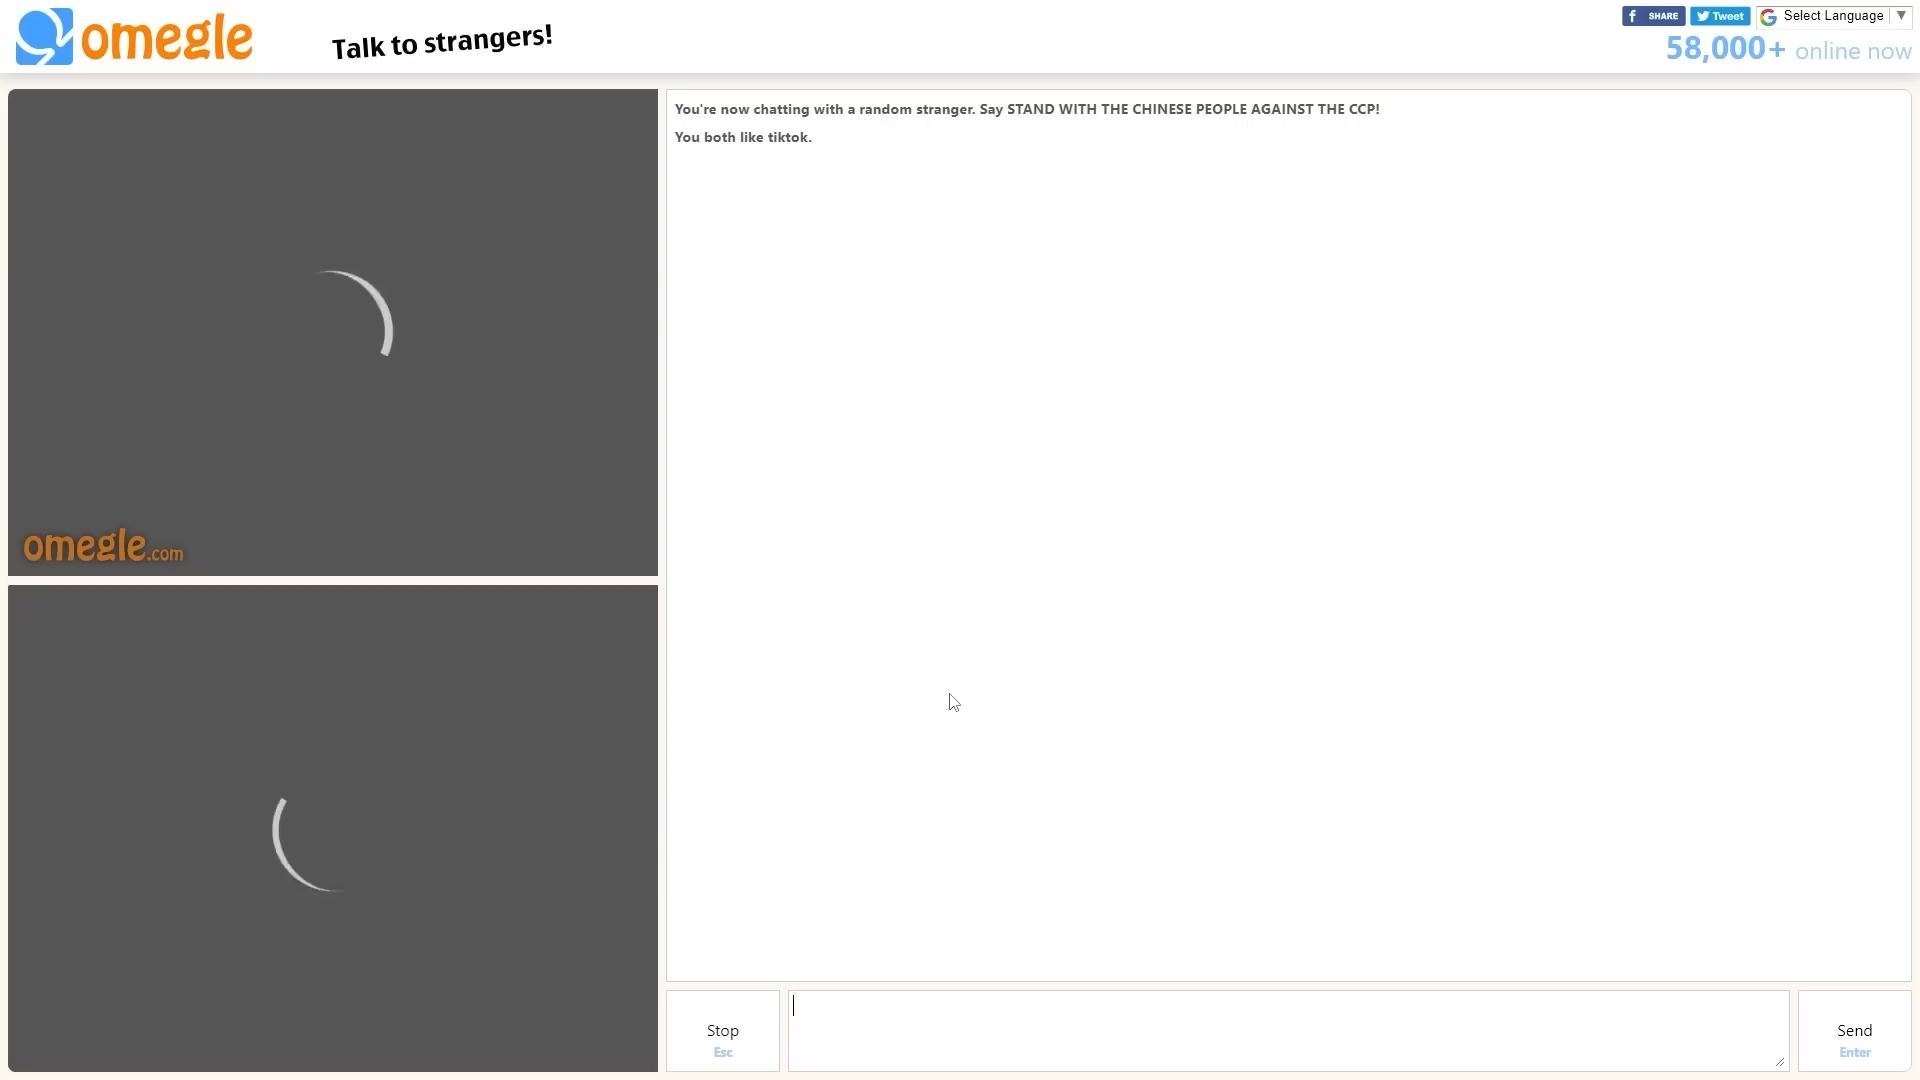 omegle
Talk to strangers!
SHARE
Tweet
Select Language
58,000+ online now
You're now chatting with a random stranger. Say STAND WITH THE CHINESE PEOPLE AGAINST THE CCP!
You both like tiktok.
omegle.com
Stop
Esc
Send
Enter